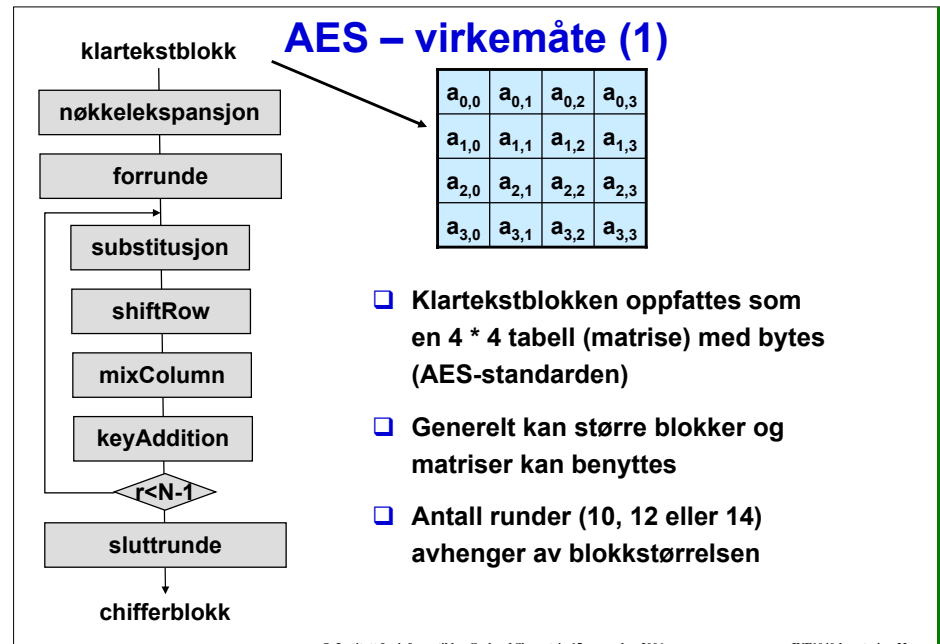 AES – virkemåte (1)
klartekstblokk
nøkkelekspansjon
forrunde
substitusjon
shiftRow
mixColumn
keyAddition
r<N-1
sluttrunde
chifferblokk
a0,0 a0,1 a0,2 a0,3
a1,0 a1,1 a1,2 a1,3
a2,0 a2,1 a2,2 a2,3
a3,0 a3,1 a3,2 a3,3
Klartekstblokken oppfattes som
en 4 * 4 tabell (matrise) med bytes
(AES-standarden)
Generelt kan større blokker og
matriser kan benyttes
Antall runder (10, 12 eller 14)
avhenger av blokkstørrelsen